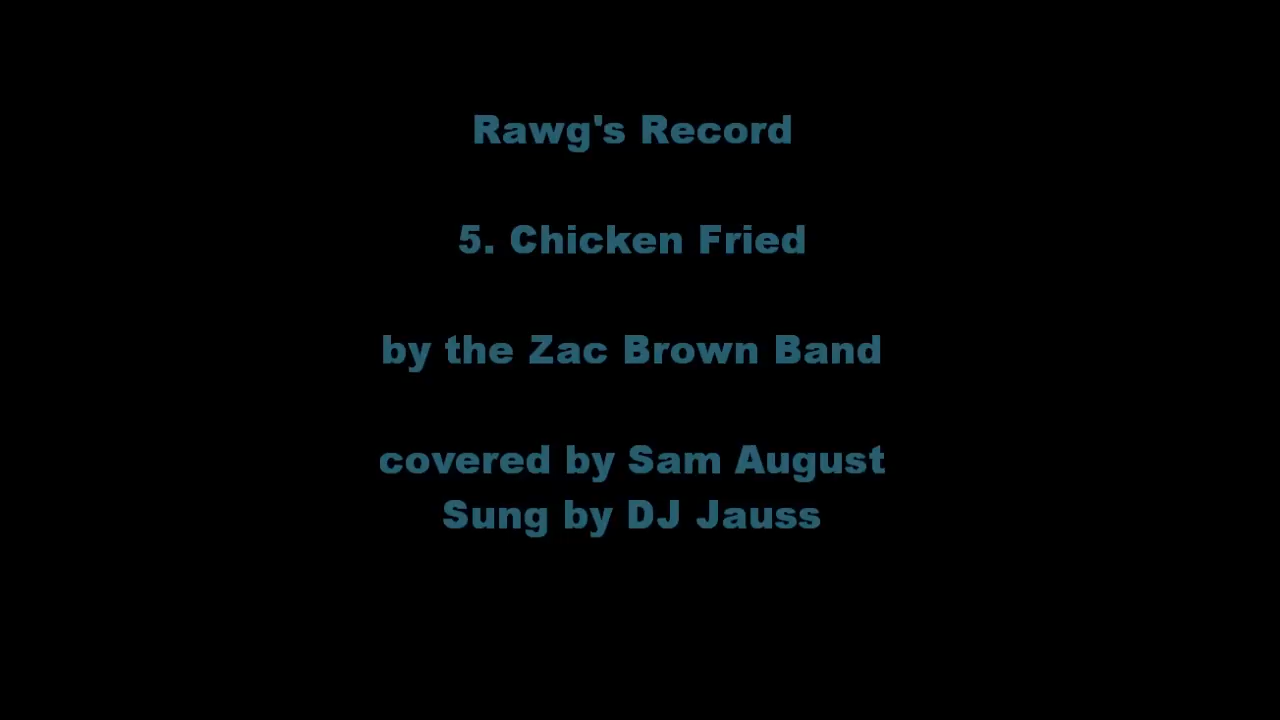 Rawg's Record
5. Chicken Fried
by the Zac Brown Band
covered by Sam August
Sung by DJ Jauss